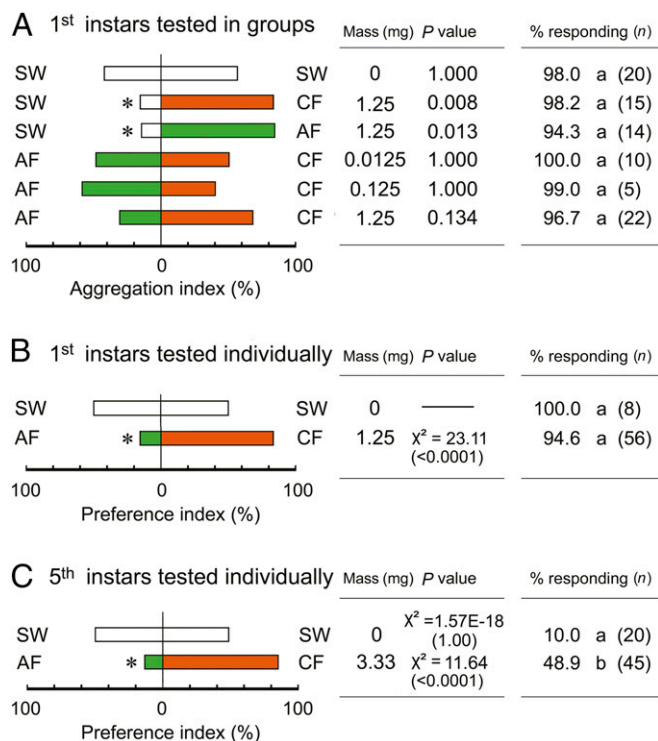 A 1st instars tested in groups Mass (mg) P value % responding (n)
SW SW 0 1.000 98.0 a (20)
SW * CF 1.25 0.008 98.2 a (15)
SW * AF 1.25 0.013 94.3 a (14)
AF CF 0.0125 1.000 100.0 a (10)
AF CF 0.125 1.000 99.0 a (5)
AF CF 1.25 0.134 96.7 a (22)
100 0 100
Aggregation index (%)
B 1st instars tested individually Mass (mg) P value % responding (n)
SW SW 0 — 100.0 a (8)
AF * CF 1.25 χ² = 23.11 94.6 a (56)
(<0.0001)
100 0 100
Preference index (%)
C 5th instars tested individually Mass (mg) P value % responding (n)
χ² =1.57E-18
SW SW 0 (1.00) 10.0 a (20)
AF * CF 3.33 χ² = 11.64 48.9 b (45)
(<0.0001)
100 0 100
Preference index (%)